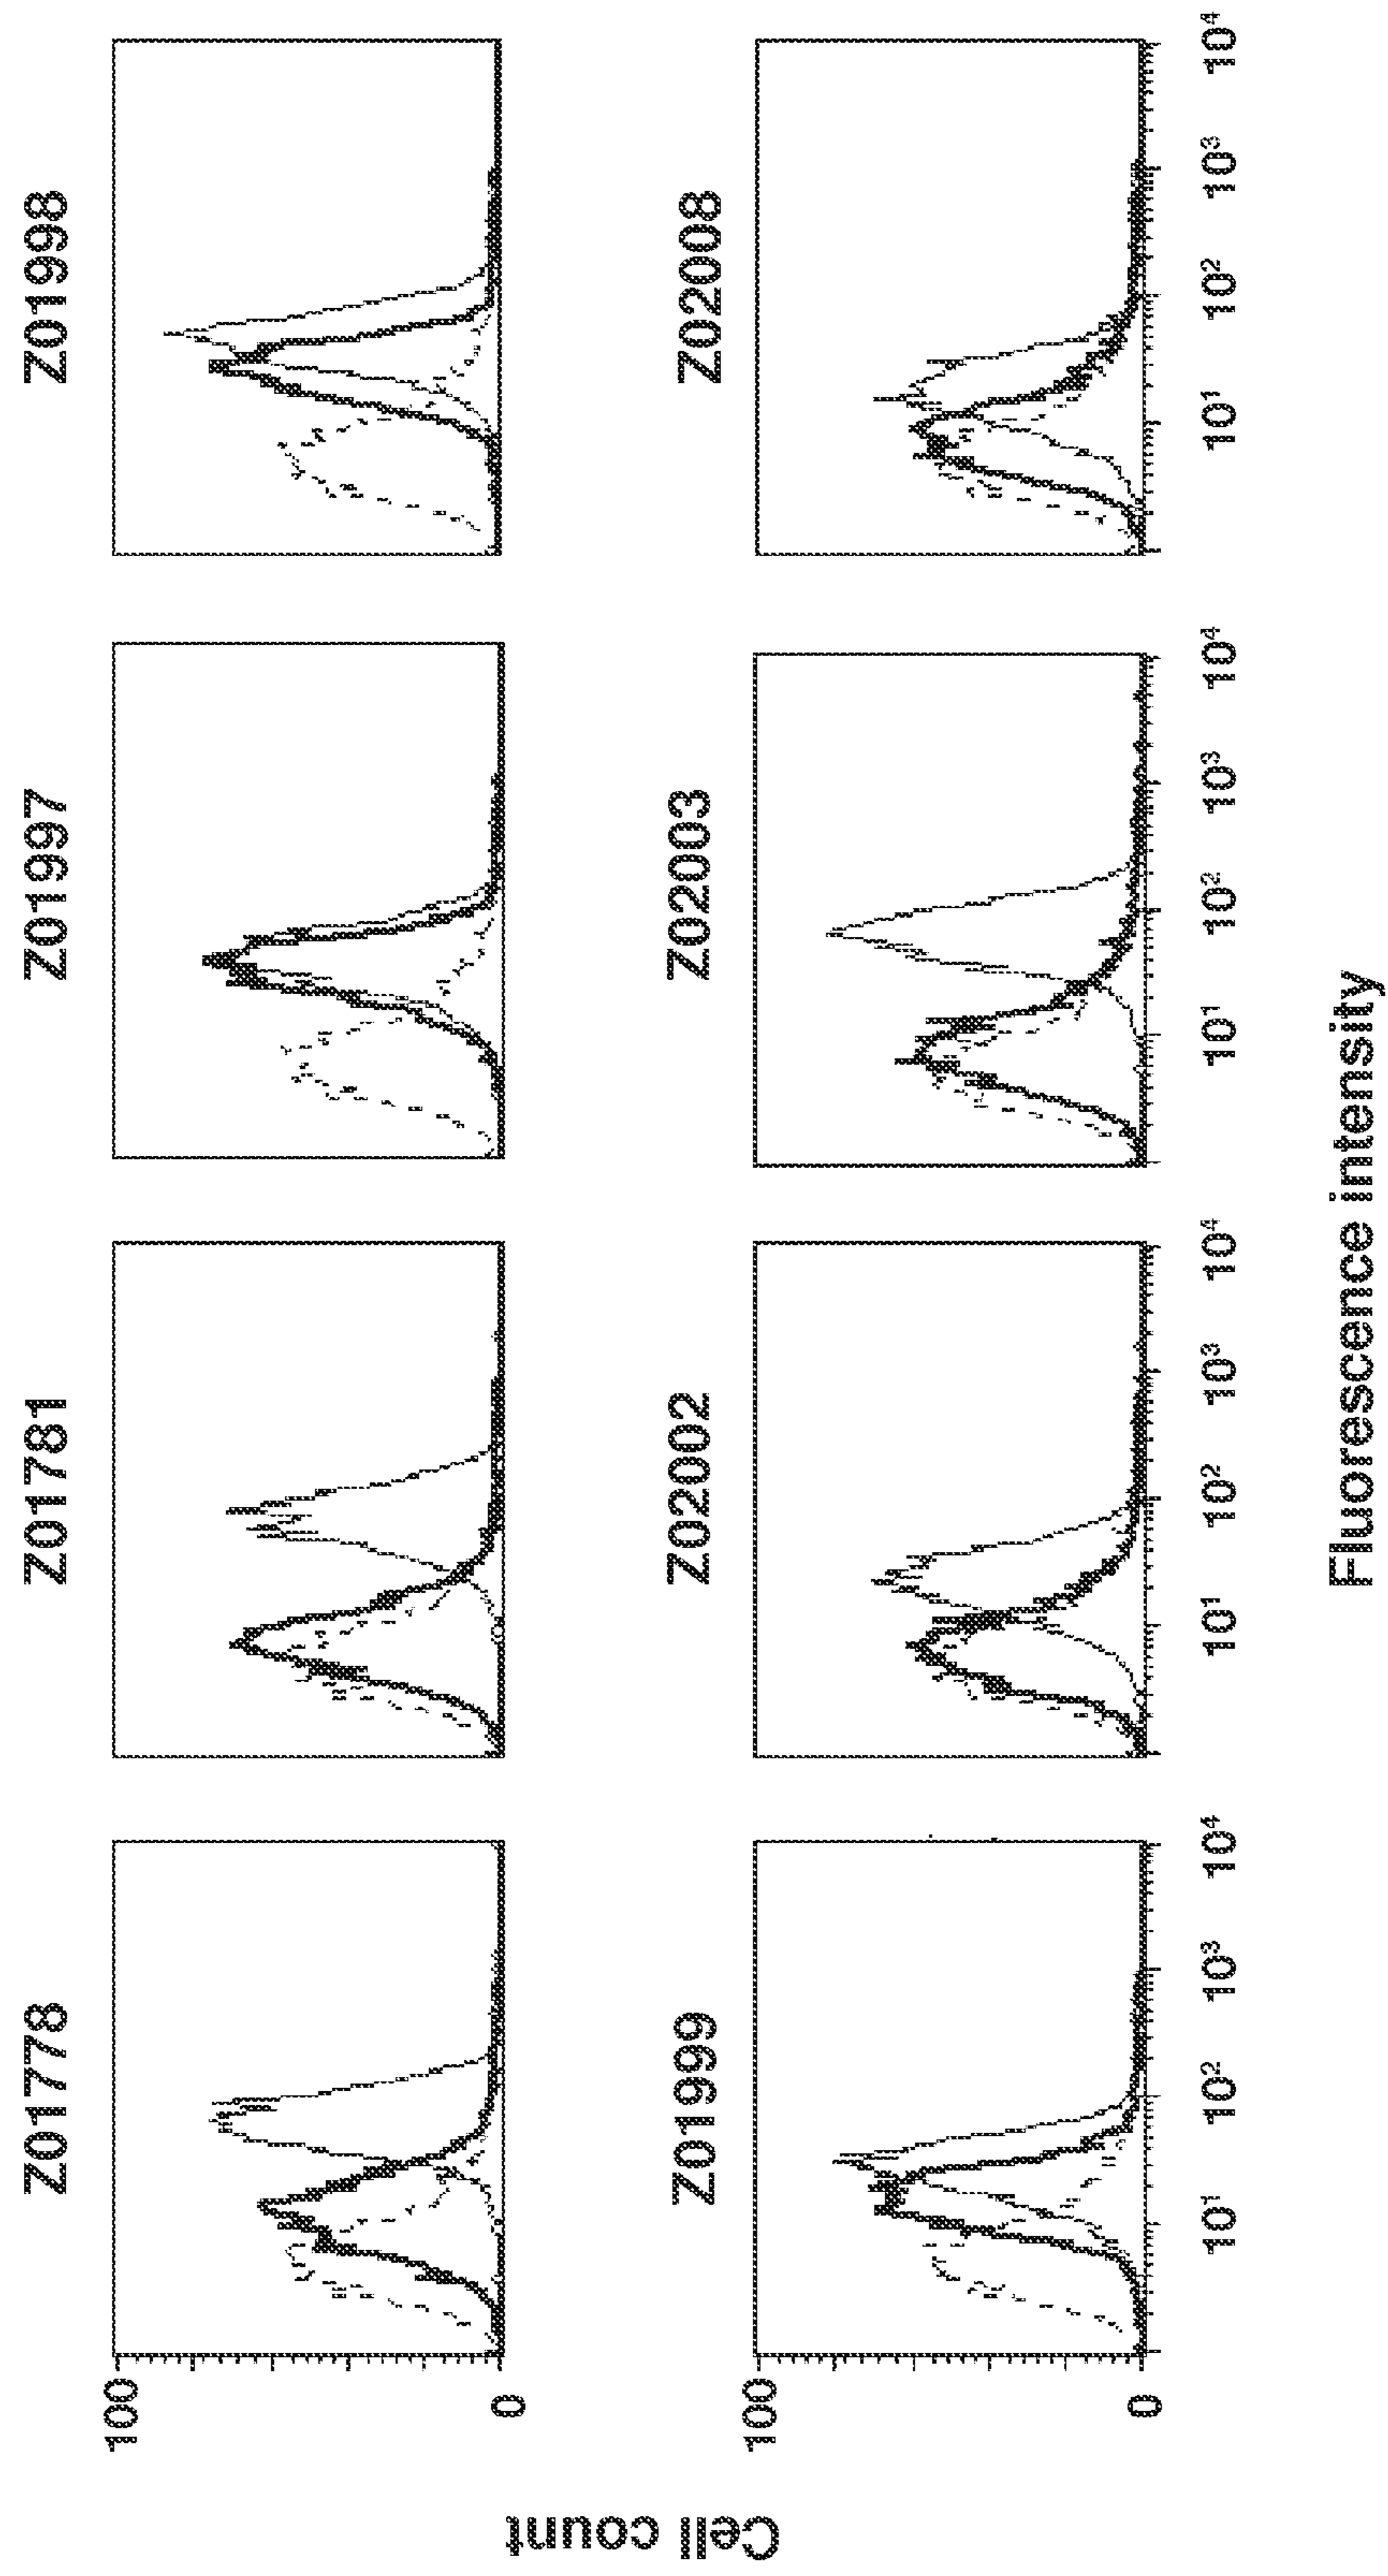 Z01778 Z01781 Z01997 Z01998
100
0
Cell count
Z01999 Z02002 Z02003 Z02008
100
0
10¹ 10² 10³ 10⁴ 10¹ 10² 10³ 10⁴ 10¹ 10² 10³ 10⁴ 10¹ 10² 10³ 10⁴
Fluorescence intensity